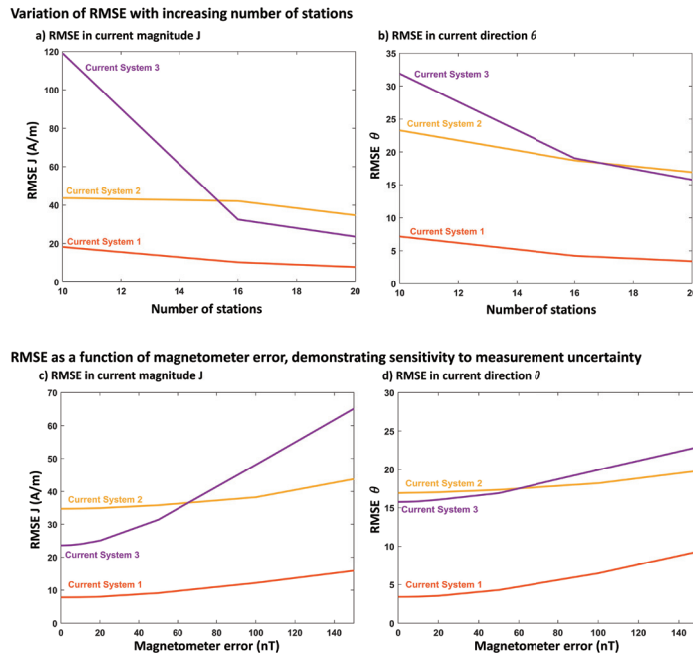 Variation of RMSE with increasing number of stations
a) RMSE in current magnitude J
b) RMSE in current direction θ
120
100
80
60
40
20
0
RMSE J (A/m)
Current System 3
Current System 2
Current System 1
10
12
14
16
18
20
Number of stations
35
30
25
20
15
10
5
0
RMSE θ
Current System 3
Current System 2
Current System 1
10
12
14
16
18
20
Number of stations
RMSE as a function of magnetometer error, demonstrating sensitivity to measurement uncertainty
c) RMSE in current magnitude J
d) RMSE in current direction θ
70
60
50
40
30
20
10
0
RMSE J (A/m)
Current System 2
Current System 3
Current System 1
0
20
40
60
80
100
120
140
Magnetometer error (nT)
30
25
20
15
10
5
0
RMSE θ
Current System 2
Current System 3
Current System 1
0
20
40
60
80
100
120
140
Magnetometer error (nT)